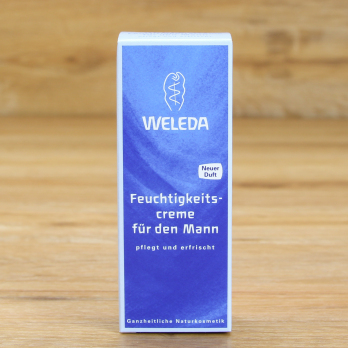 WELEDA
Neuer
Duft
Feuchtigkeits-
creme
für den Mann
pflegt und erfrischt
Ganzheitliche Naturkosmetik